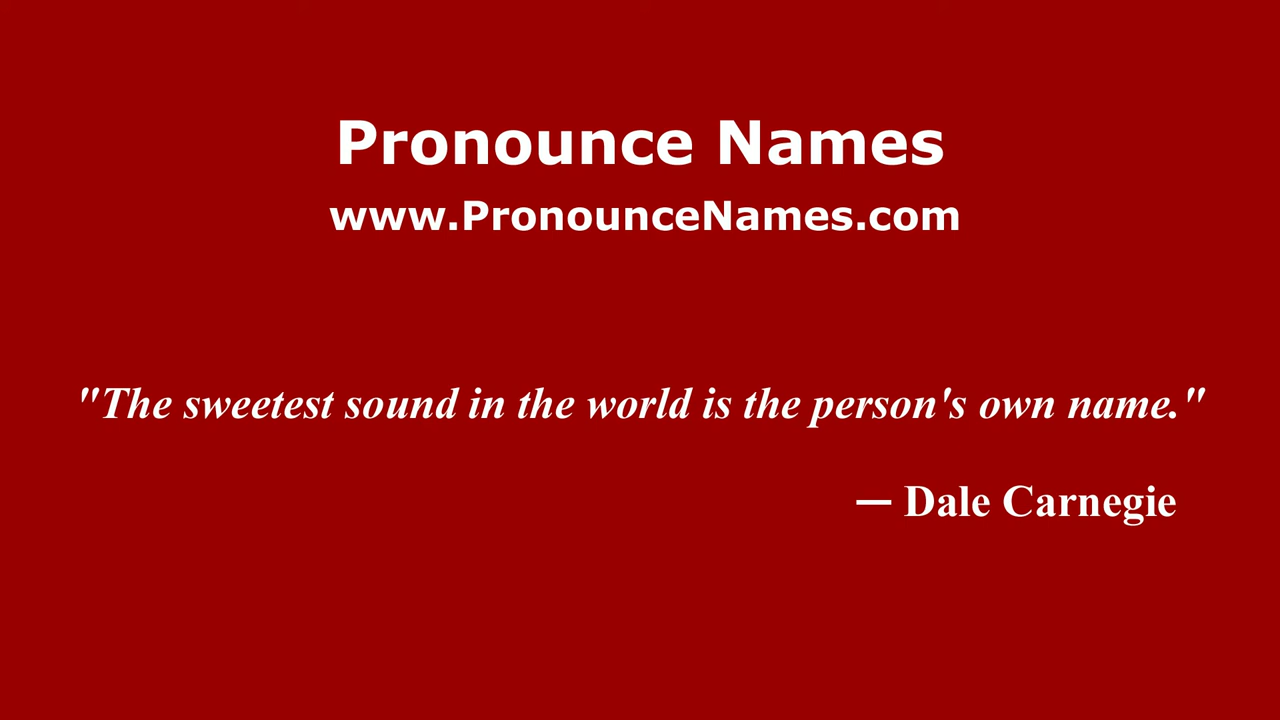 Pronounce Names
www.PronounceNames.com
"The sweetest sound in the world is the person's own name."
— Dale Carnegie